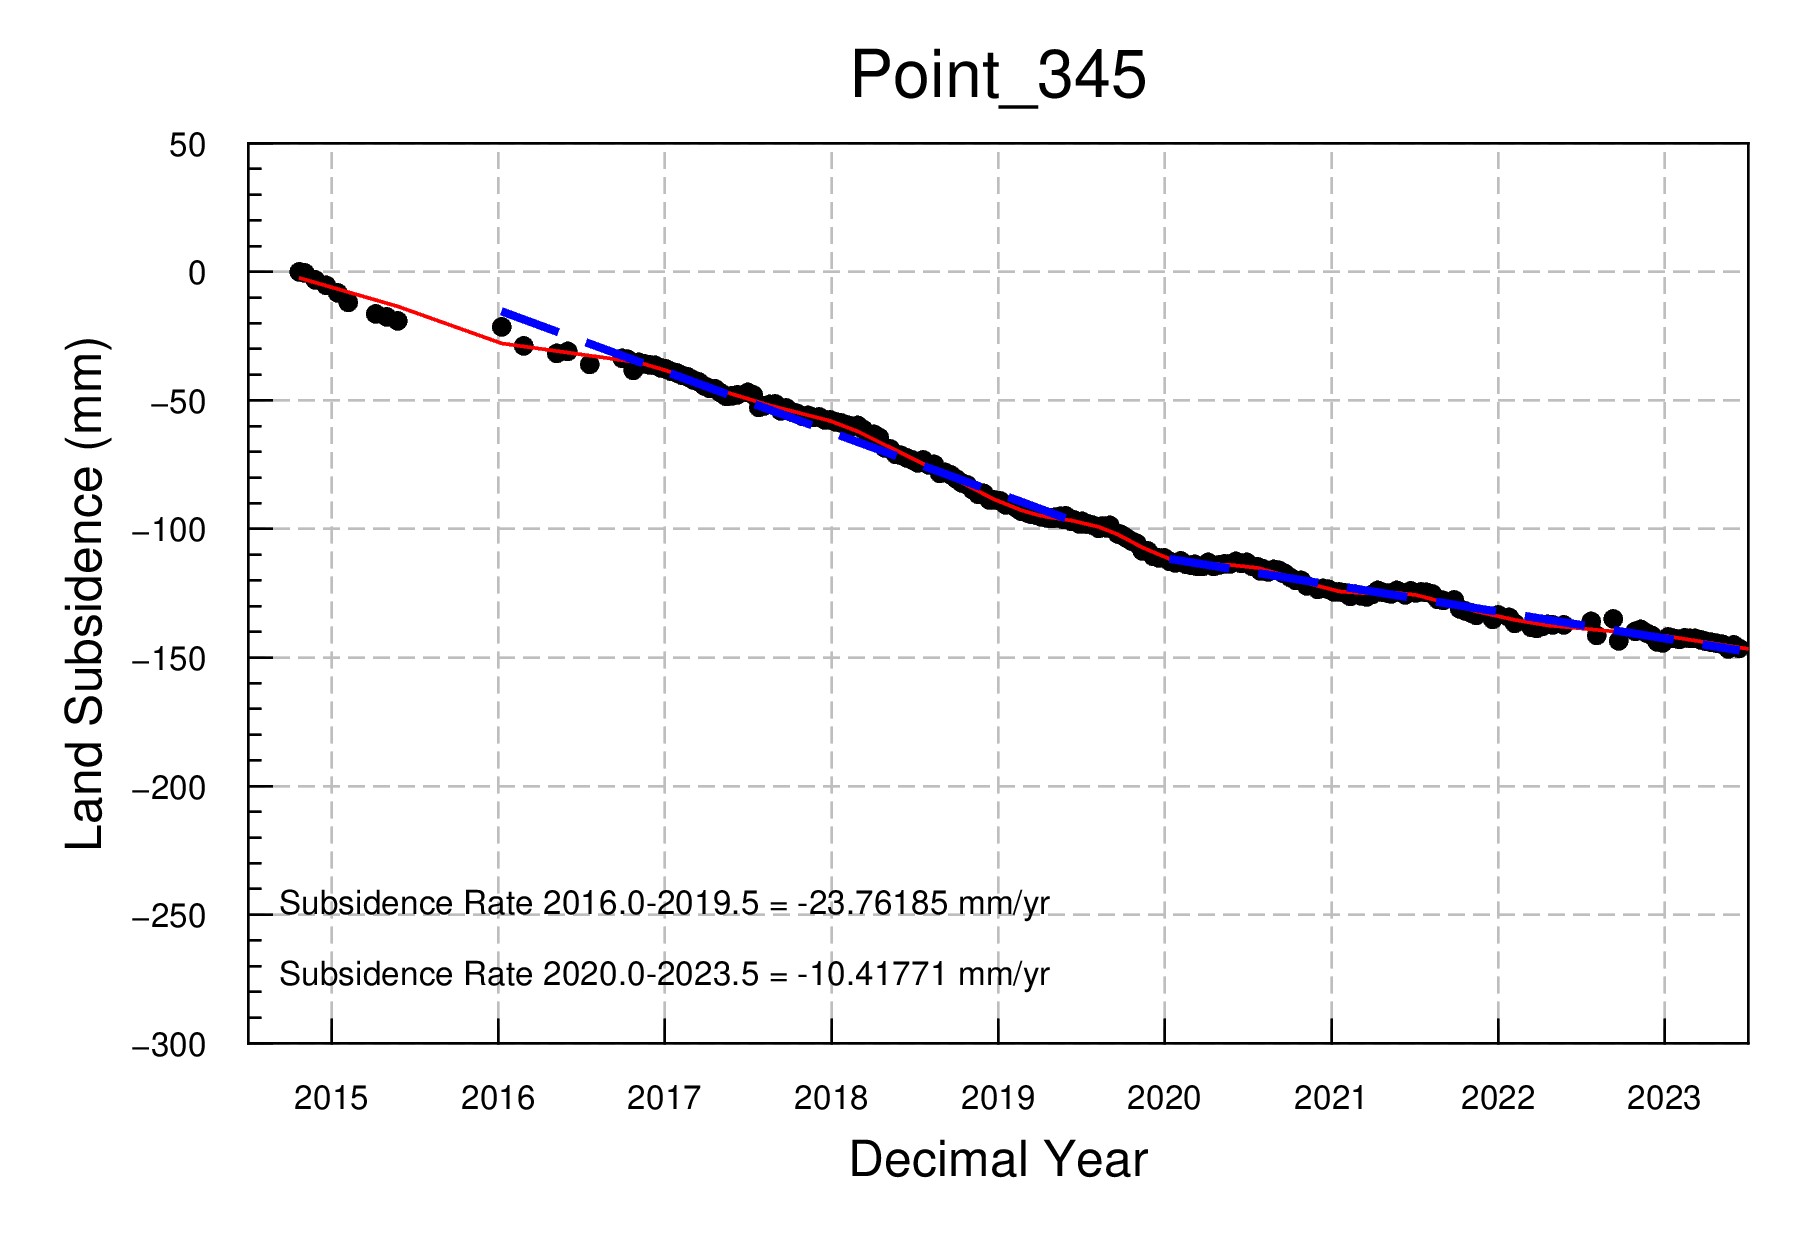 Point_345
50
0
−50
−100
−150
−200
−250
−300
Land Subsidence (mm)
Subsidence Rate 2016.0-2019.5 = -23.76185 mm/yr
Subsidence Rate 2020.0-2023.5 = -10.41771 mm/yr
2015 2016 2017 2018 2019 2020 2021 2022 2023
Decimal Year